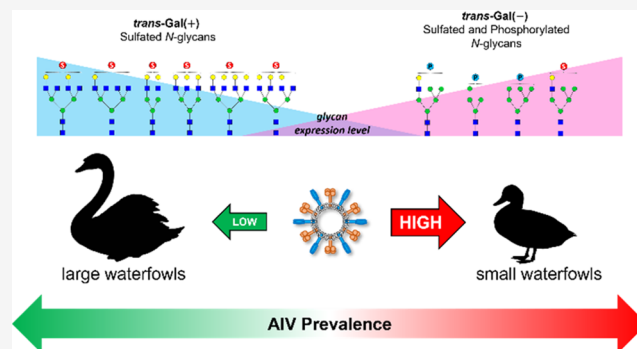 trans-Gal(+)
Sulfated N-glycans
trans-Gal(−)
Sulfated and Phosphorylated
N-glycans
S S S S S S
P P P S
glycan
expression level
LOW
HIGH
large waterfowls
small waterfowls
AIV Prevalence